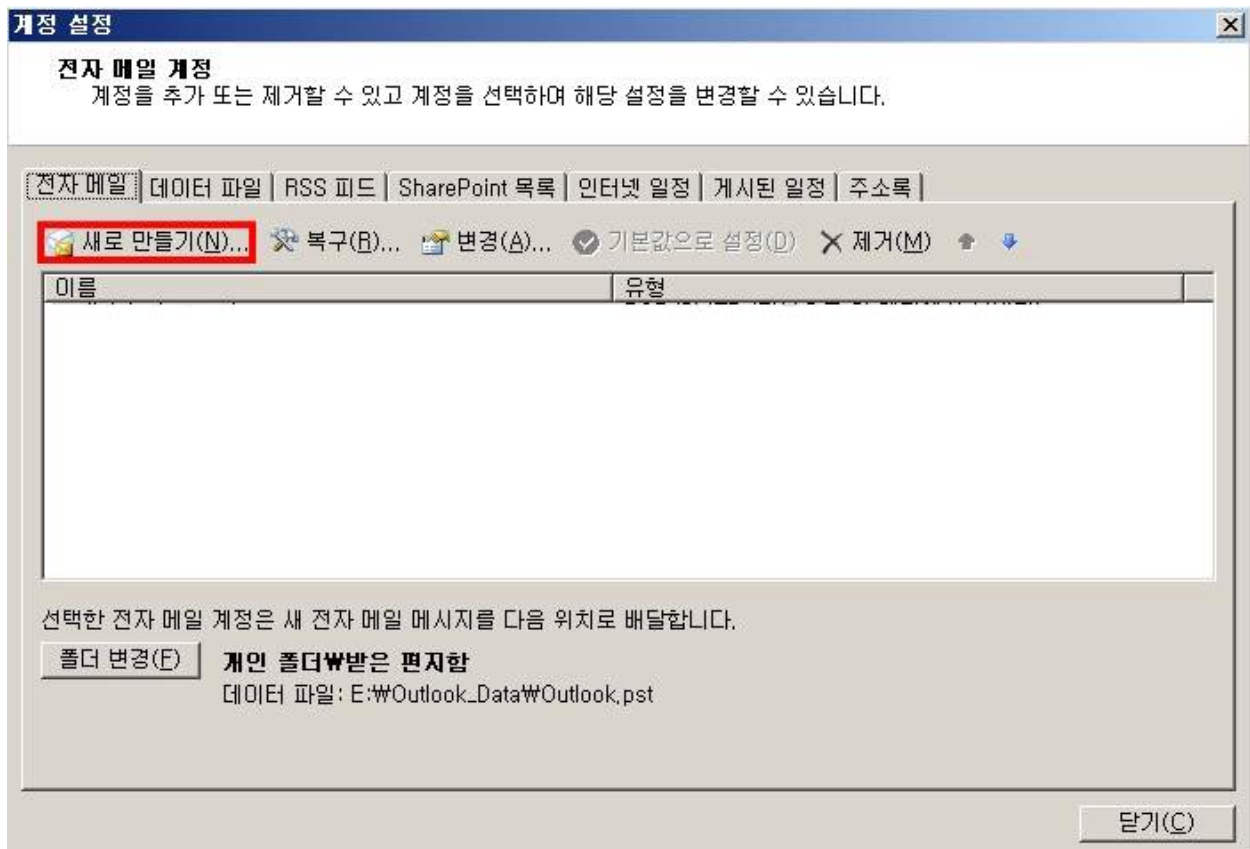 계정 설정
전자 메일 계정
계정을 추가 또는 제거할 수 있고 계정을 선택하여 해당 설정을 변경할 수 있습니다.
전자 메일 데이터 파일 RSS 피드 SharePoint 목록 인터넷 일정 게시된 일정 주소록
새로 만들기(N)... 복구(R)... 변경(A)... 기본값으로 설정(D) 제거(M)
이름 유형
선택한 전자 메일 계정은 새 전자 메일 메시지를 다음 위치로 배달합니다.
폴더 변경(F) 개인 폴더₩받은 편지함
데이터 파일: E:₩Outlook_Data₩Outlook.pst
닫기(C)